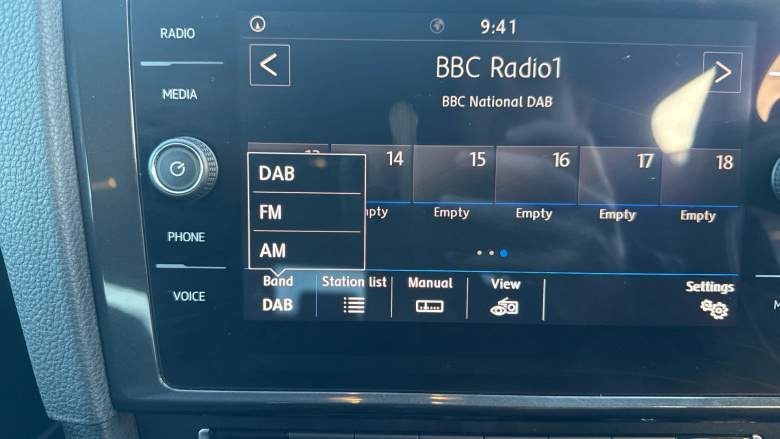 RADIO
9:41
BBC Radio1
BBC National DAB
MEDIA
14 15 16 17 18
DAB
FM
AM
Empty Empty Empty Empty
PHONE
Band
Station list
Manual
View
Settings
VOICE
DAB